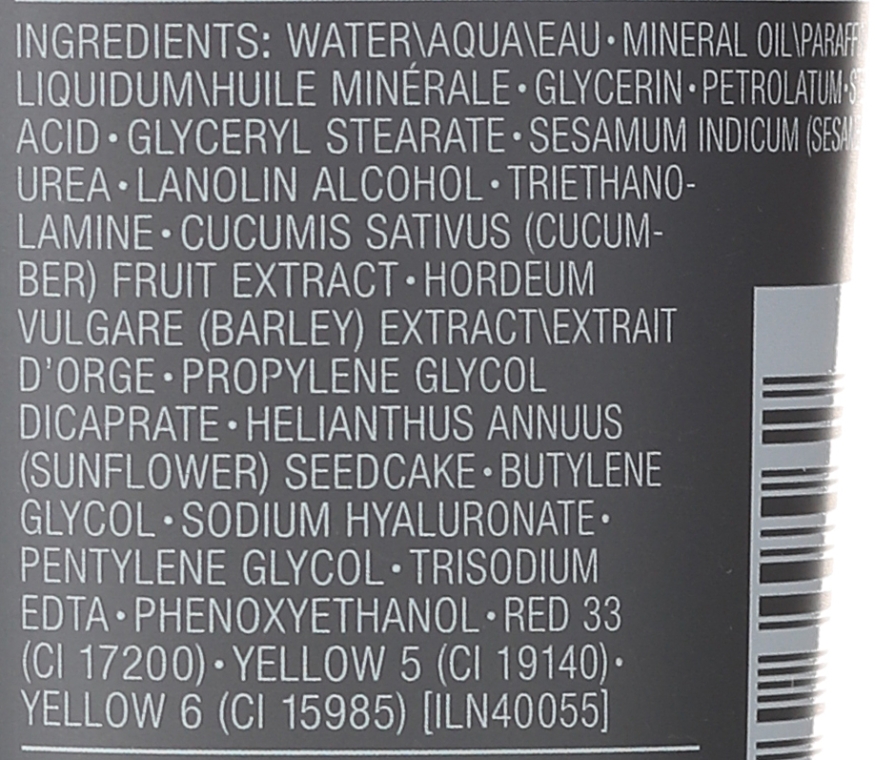 INGREDIENTS: WATER\AQUA\EAU • MINERAL OIL\PARAFF
LIQUIDUM\HUILE MINÉRALE • GLYCERIN • PETROLATUM •
ACID • GLYCERYL STEARATE • SESAMUM INDICUM
UREA • LANOLIN ALCOHOL • TRIETHANO-
LAMINE • CUCUMIS SATIVUS (CUCUM-
BER) FRUIT EXTRACT • HORDEUM
VULGARE (BARLEY) EXTRACT\EXTRAIT
D'ORGE • PROPYLENE GLYCOL
DICAPRATE • HELIANTHUS ANNUUS
(SUNFLOWER) SEEDCAKE • BUTYLENE
GLYCOL • SODIUM HYALURONATE •
PENTYLENE GLYCOL • TRISODIUM
EDTA • PHENOXYETHANOL • RED 33
(CI 17200) • YELLOW 5 (CI 19140) •
YELLOW 6 (CI 15985) [ILN40055]